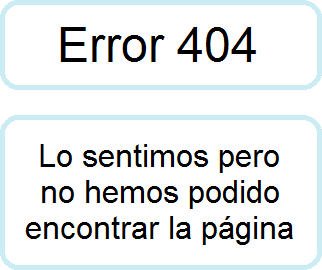 Error 404
Lo sentimos pero
no hemos podido
encontrar la página